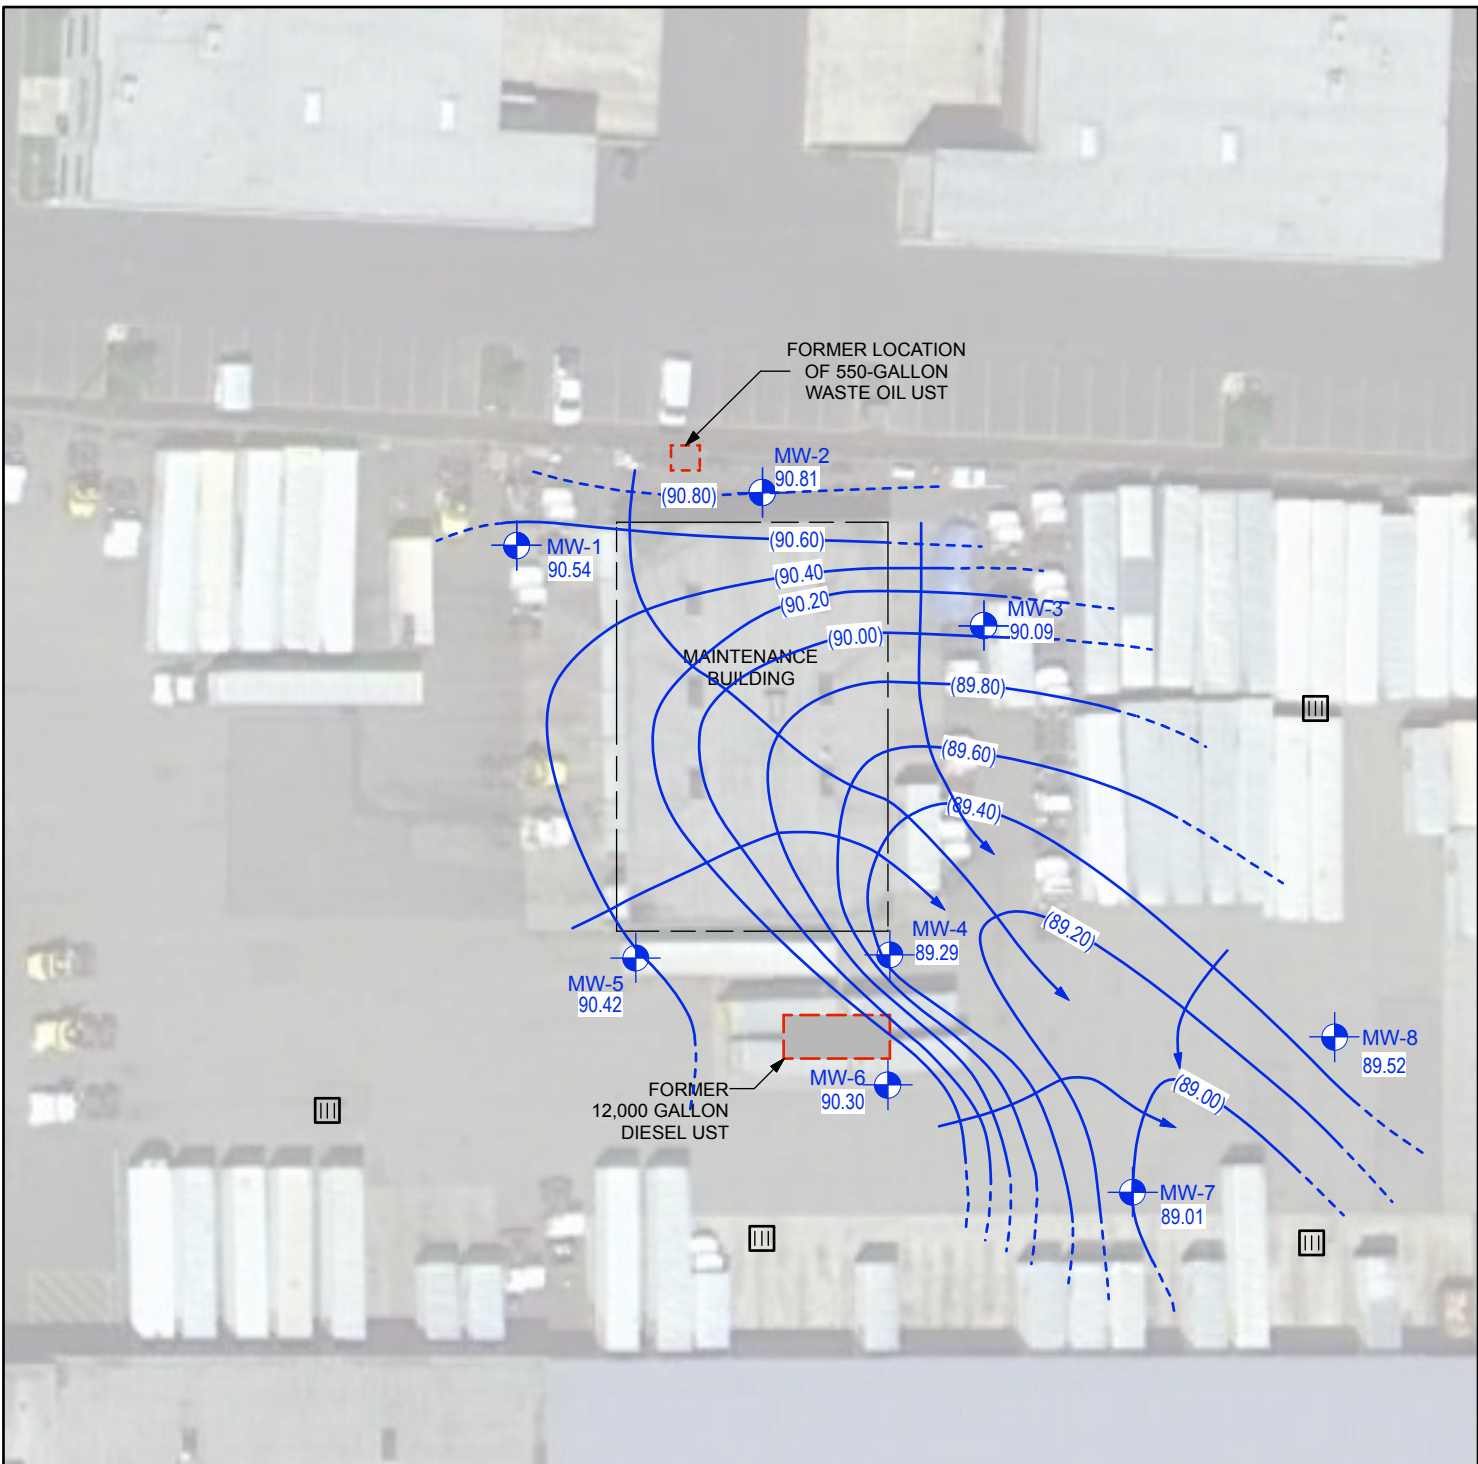 FORMER LOCATION
OF 550-GALLON
WASTE OIL UST
MW-2
90.81
(90.80)
MW-1
90.54
(90.60)
(90.40
(90.20
MW-3
90.09
(90.00)
MAINTENANCE
BUILDING
(89.80)
(89.60)
(89.40)
(89.20)
MW-4
89.29
MW-5
90.42
MW-8
89.52
MW-6
90.30
FORMER
12,000 GALLON
DIESEL UST
(89.00)
MW-7
89.01